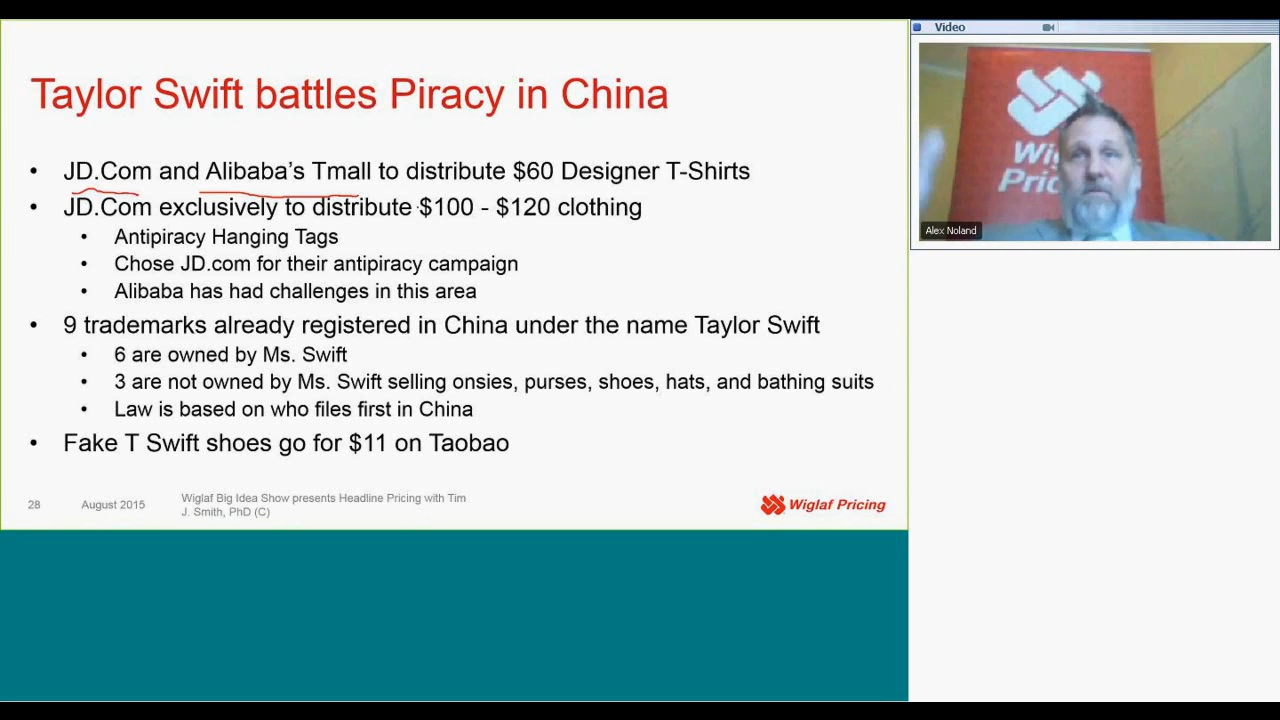 Taylor Swift battles Piracy in China
• JD.Com and Alibaba's Tmall to distribute $60 Designer T-Shirts
• JD.Com exclusively to distribute $100 - $120 clothing
• Antipiracy Hanging Tags
• Chose JD.com for their antipiracy campaign
• Alibaba has had challenges in this area
• 9 trademarks already registered in China under the name Taylor Swift
• 6 are owned by Ms. Swift
• 3 are not owned by Ms. Swift selling onsies, purses, shoes, hats, and bathing suits
• Law is based on who files first in China
• Fake T Swift shoes go for $11 on Taobao
28
August 2015
Wiglaf Big Idea Show presents Headline Pricing with Tim
J. Smith, PhD (C)
Wiglaf Pricing
Video
Alex Noland